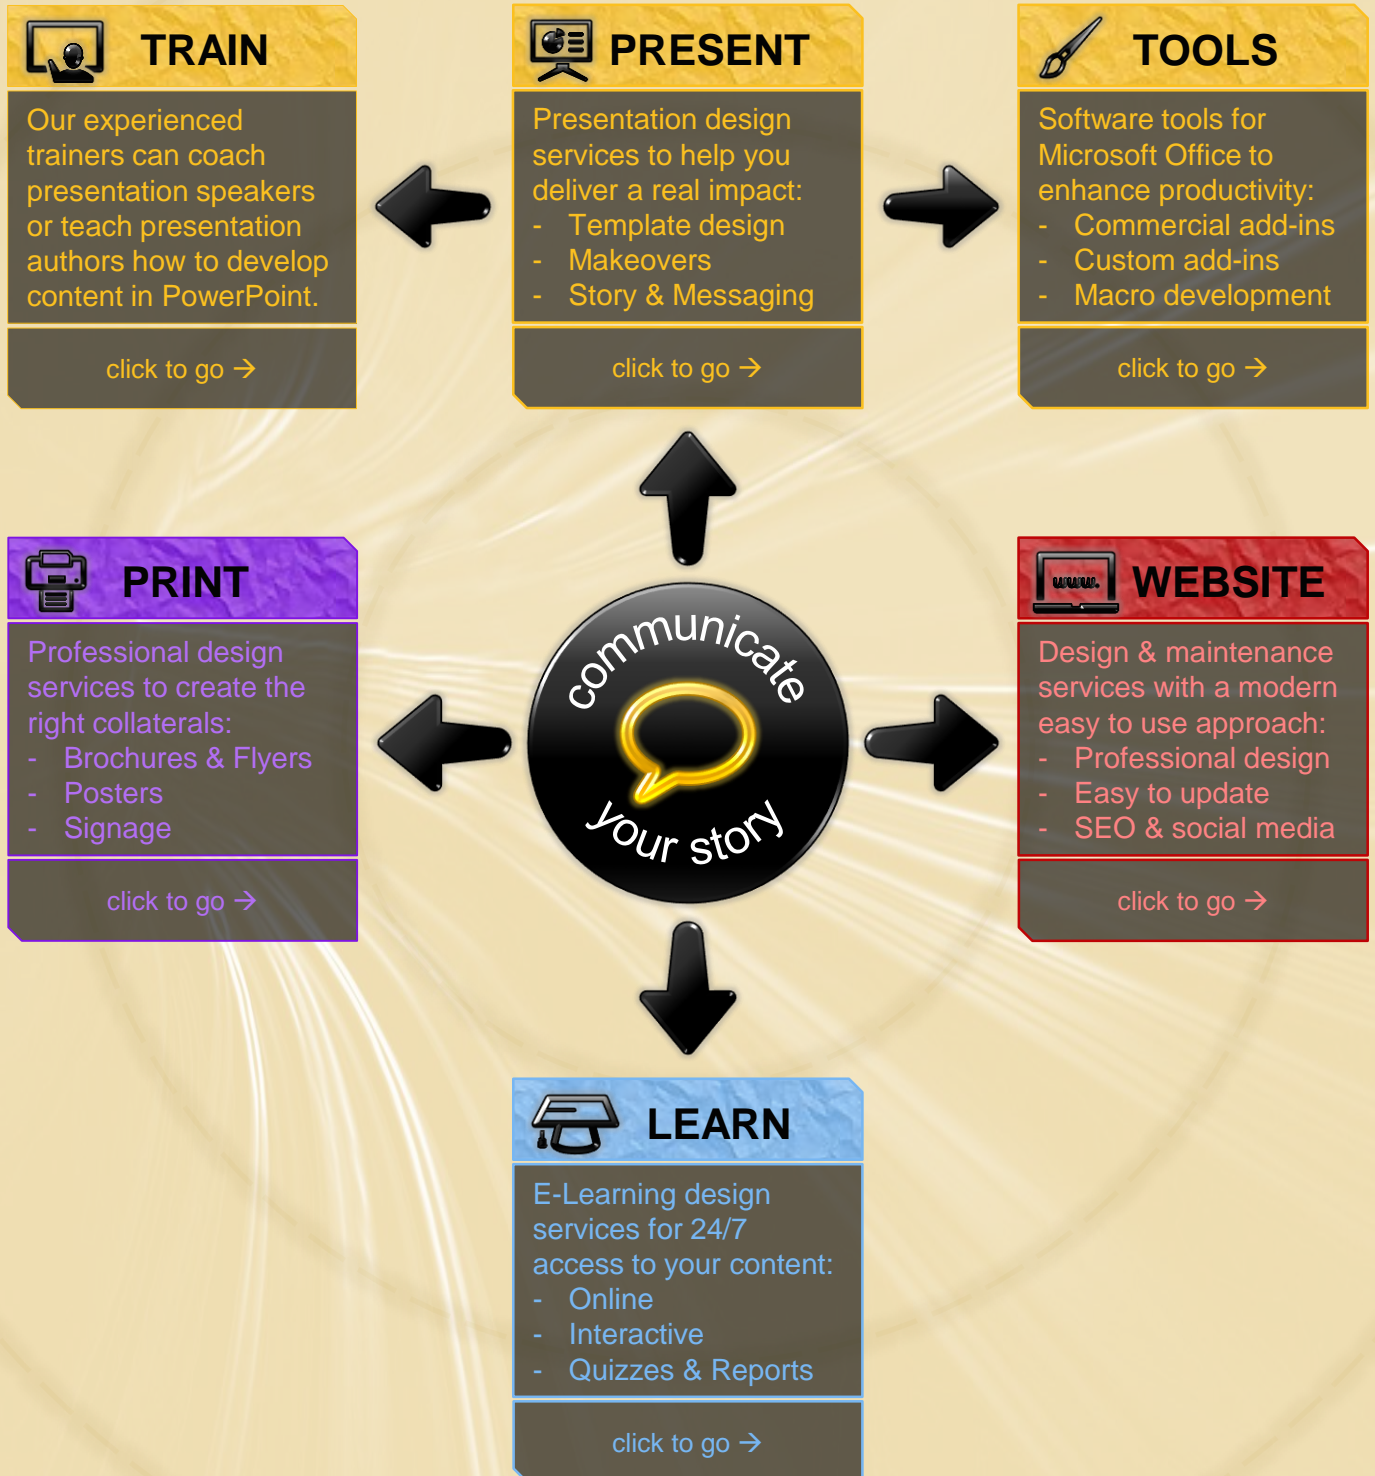 TRAIN
Our experienced
trainers can coach
presentation speakers
or teach presentation
authors how to develop
content in PowerPoint.
click to go →
PRESENT
Presentation design
services to help you
deliver a real impact:
- Template design
- Makeovers
- Story & Messaging
click to go →
TOOLS
Software tools for
Microsoft Office to
enhance productivity:
- Commercial add-ins
- Custom add-ins
- Macro development
click to go →
PRINT
Professional design
services to create the
right collaterals:
- Brochures & Flyers
- Posters
- Signage
click to go →
communicate
your story
www.
WEBSITE
Design & maintenance
services with a modern
easy to use approach:
- Professional design
- Easy to update
- SEO & social media
click to go →
LEARN
E-Learning design
services for 24/7
access to your content:
- Online
- Interactive
- Quizzes & Reports
click to go →